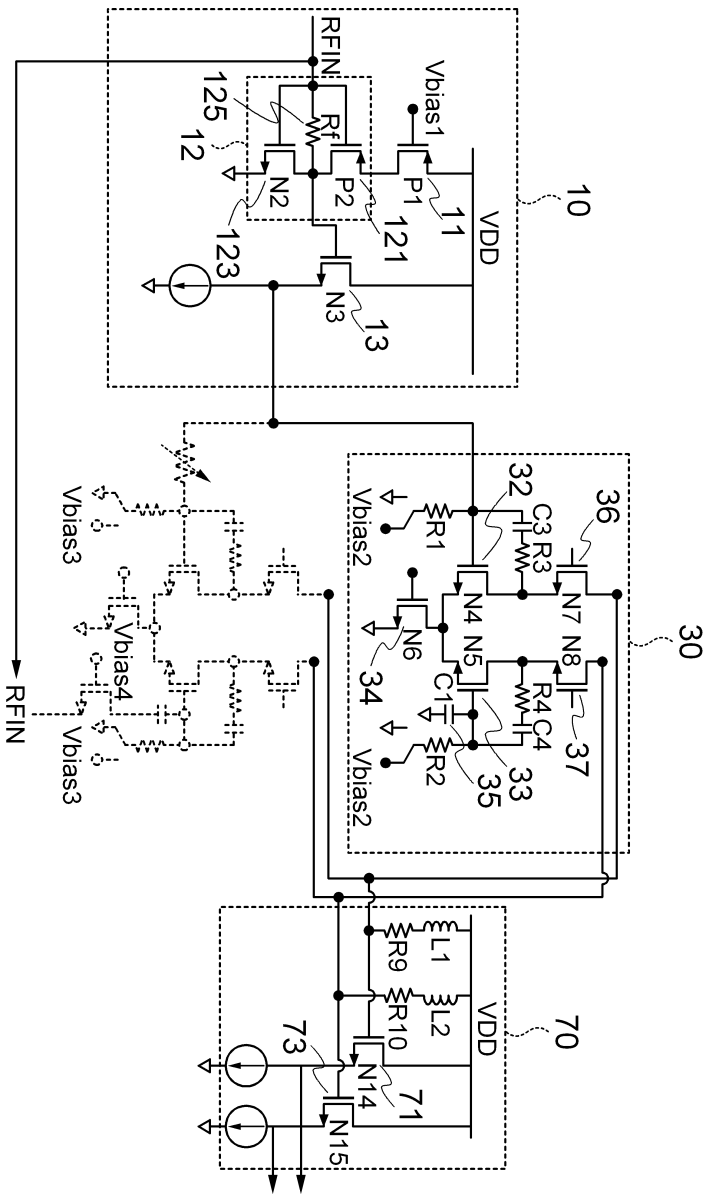 10
VDD
Vbias1
P1
11
RFIN
Rf
P2
121
125
12
N2
123
N3
13
30
36
N7
N8
37
C3
R3
R4
C4
32
N4
N5
33
R1
Vbias2
N6
34
C1
35
R2
Vbias2
Vbias3
Vbias4
Vbias3
RFIN
70
VDD
L1
L2
R9
R10
71
N14
73
N15